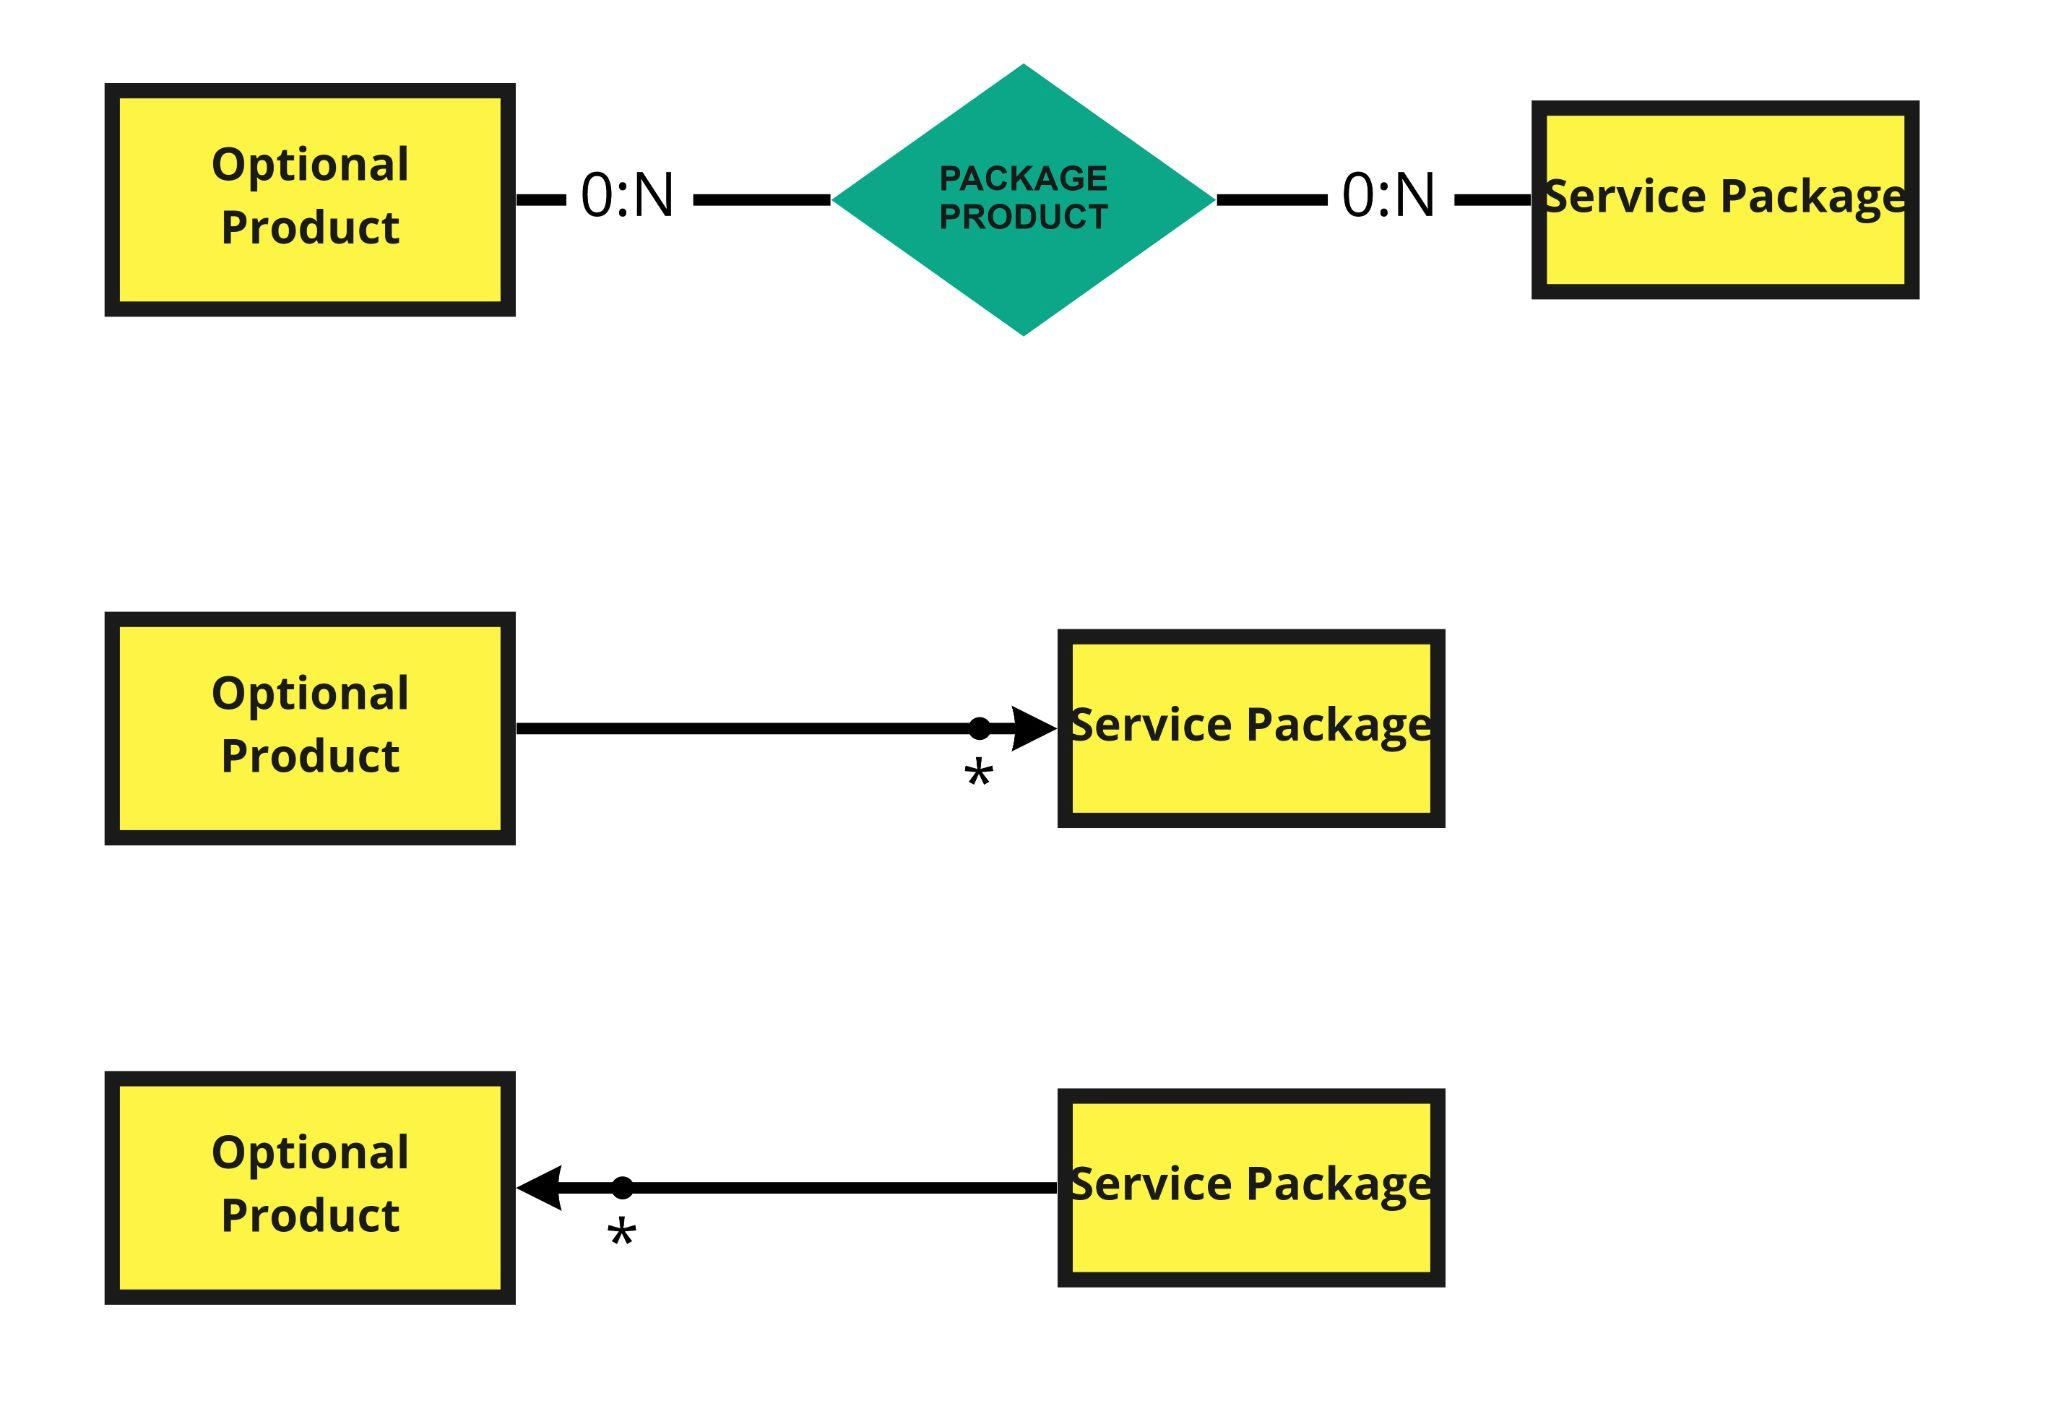 Optional
Product
0:N
PACKAGE
PRODUCT
0:N
Service Package
Optional
Product
*
Service Package
Optional
Product
*
Service Package